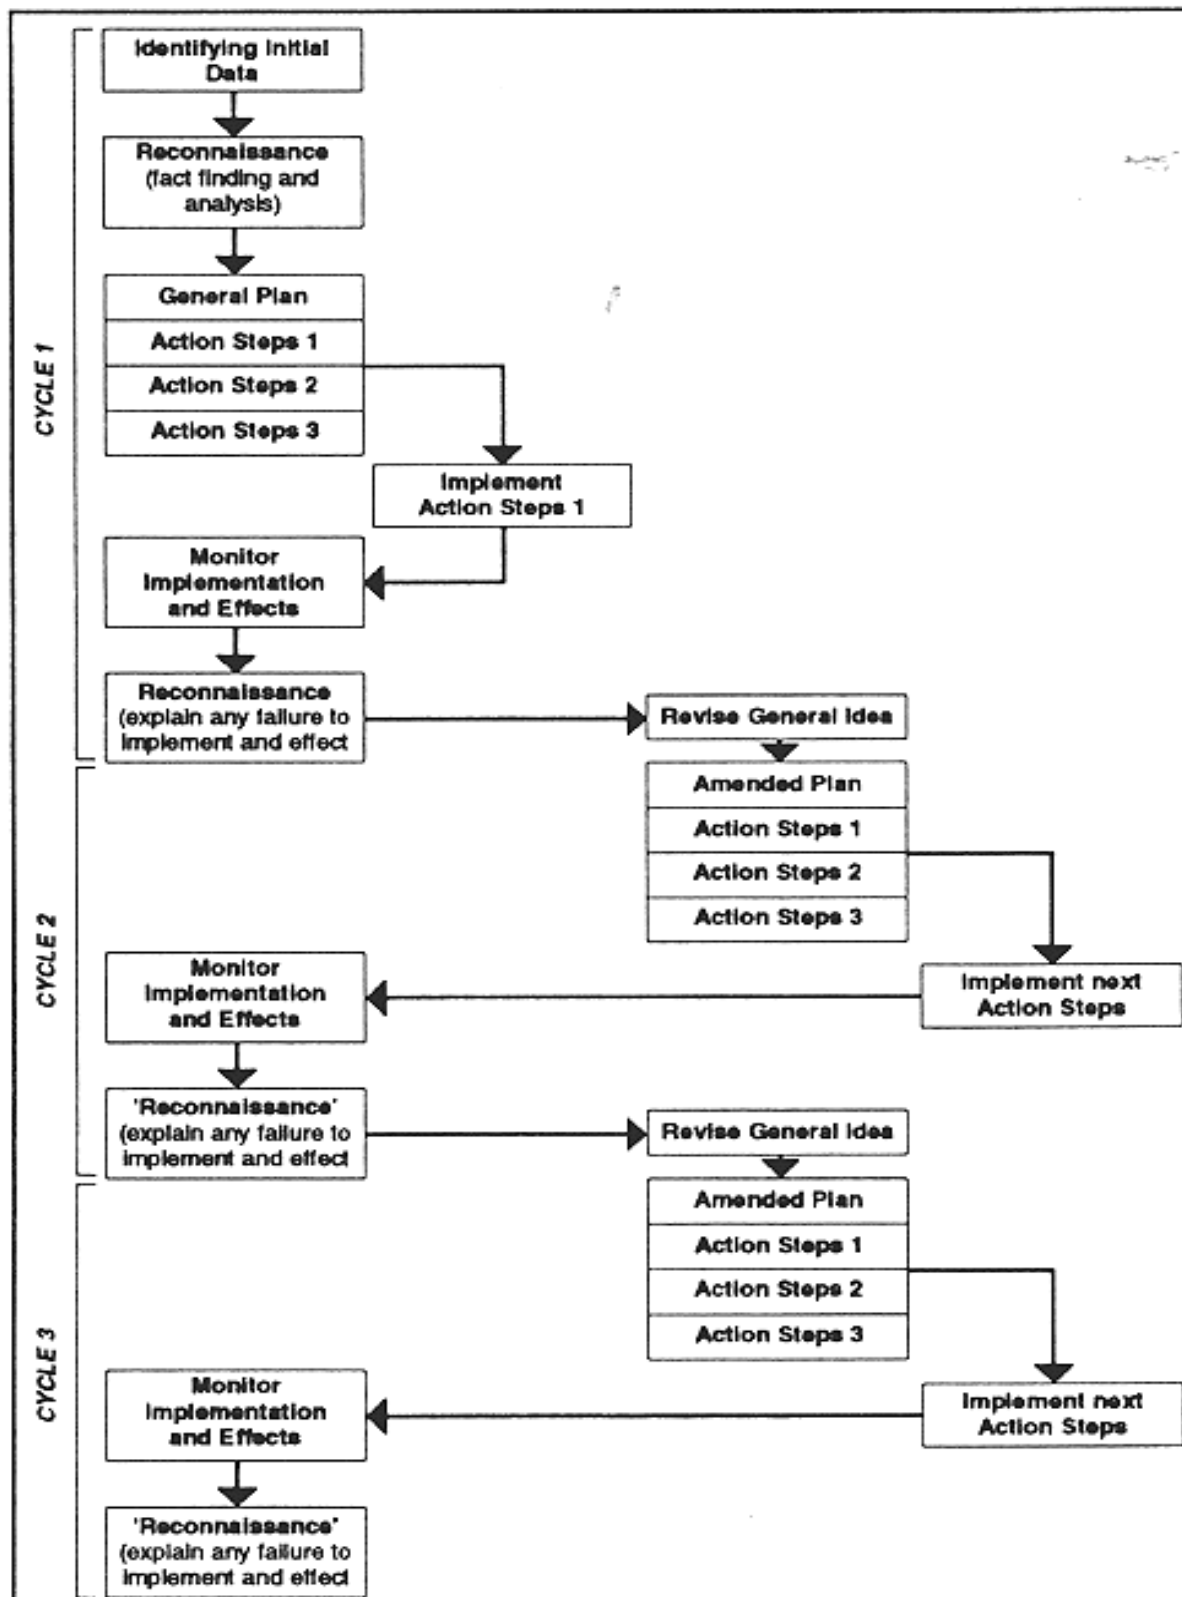 CYCLE 1
Identifying Initial
Data
Reconnaissance
(fact finding and
analysis)
General Plan
Action Steps 1
Action Steps 2
Action Steps 3
Implement
Action Steps 1
Monitor
Implementation
and Effects
Reconnaissance
(explain any failure to
implement and effect
Revise General Idea
CYCLE 2
Amended Plan
Action Steps 1
Action Steps 2
Action Steps 3
Implement next
Action Steps
Monitor
Implementation
and Effects
'Reconnaissance'
(explain any failure to
implement and effect
Revise General Idea
CYCLE 3
Amended Plan
Action Steps 1
Action Steps 2
Action Steps 3
Implement next
Action Steps
Monitor
Implementation
and Effects
'Reconnaissance'
(explain any failure to
implement and effect